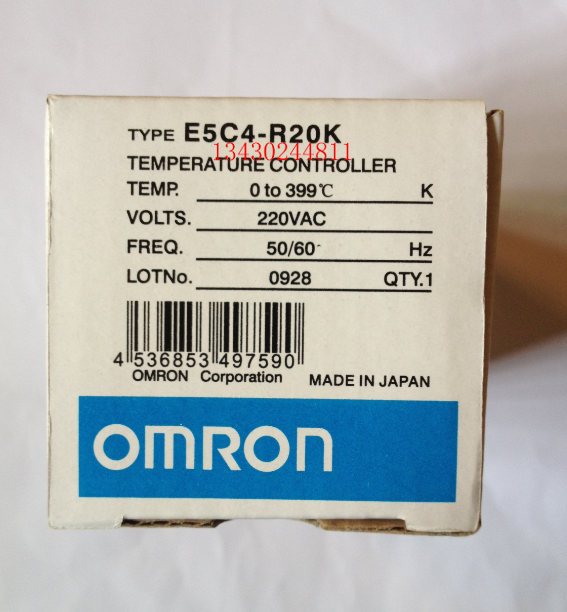 TYPE E5C4-R20K
13430244811
TEMPERATURE CONTROLLER
TEMP. 0 to 399℃ K
VOLTS. 220VAC
FREQ. 50/60 Hz
LOTNo. 0928 QTY.1
4 536853 497590
OMRON Corporation MADE IN JAPAN
OMRON